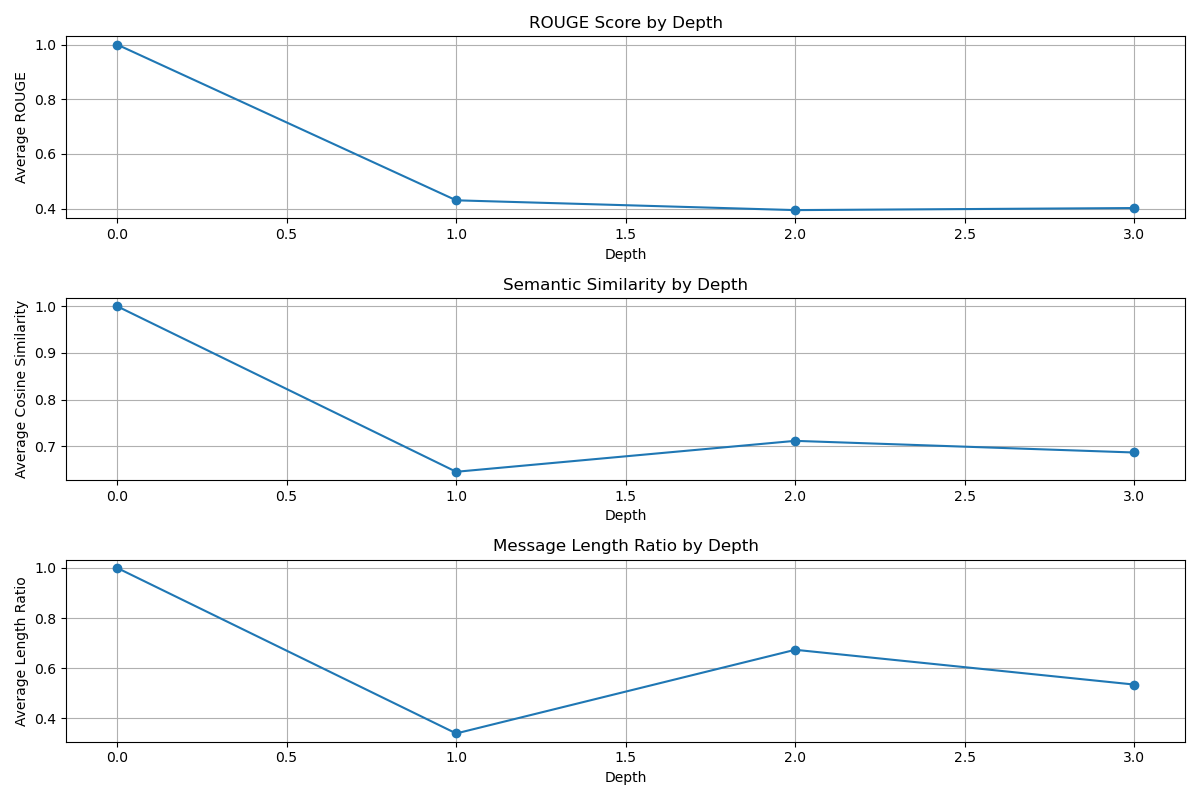 ROUGE Score by Depth
Average ROUGE
1.0
0.8
0.6
0.4
0.0 0.5 1.0 1.5 2.0 2.5 3.0
Depth
Semantic Similarity by Depth
Average Cosine Similarity
1.0
0.9
0.8
0.7
0.0 0.5 1.0 1.5 2.0 2.5 3.0
Depth
Message Length Ratio by Depth
Average Length Ratio
1.0
0.8
0.6
0.4
0.0 0.5 1.0 1.5 2.0 2.5 3.0
Depth